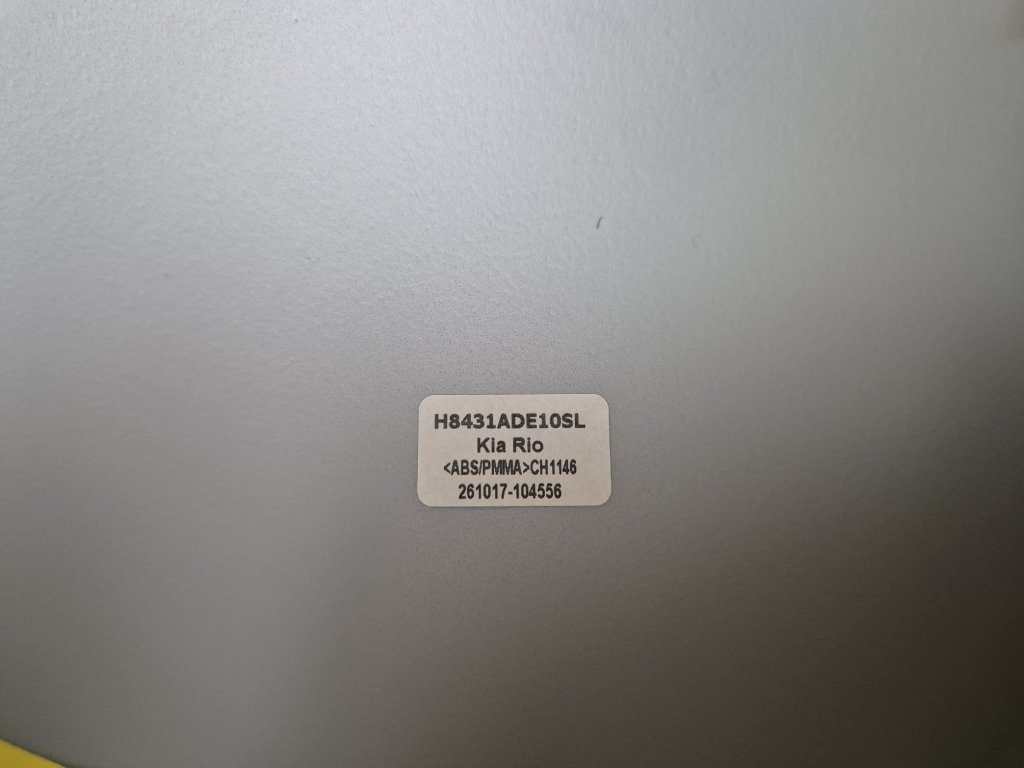 H8431ADE10SL
Kia Rio
<ABS/PMMA>CH1146
261017-104556